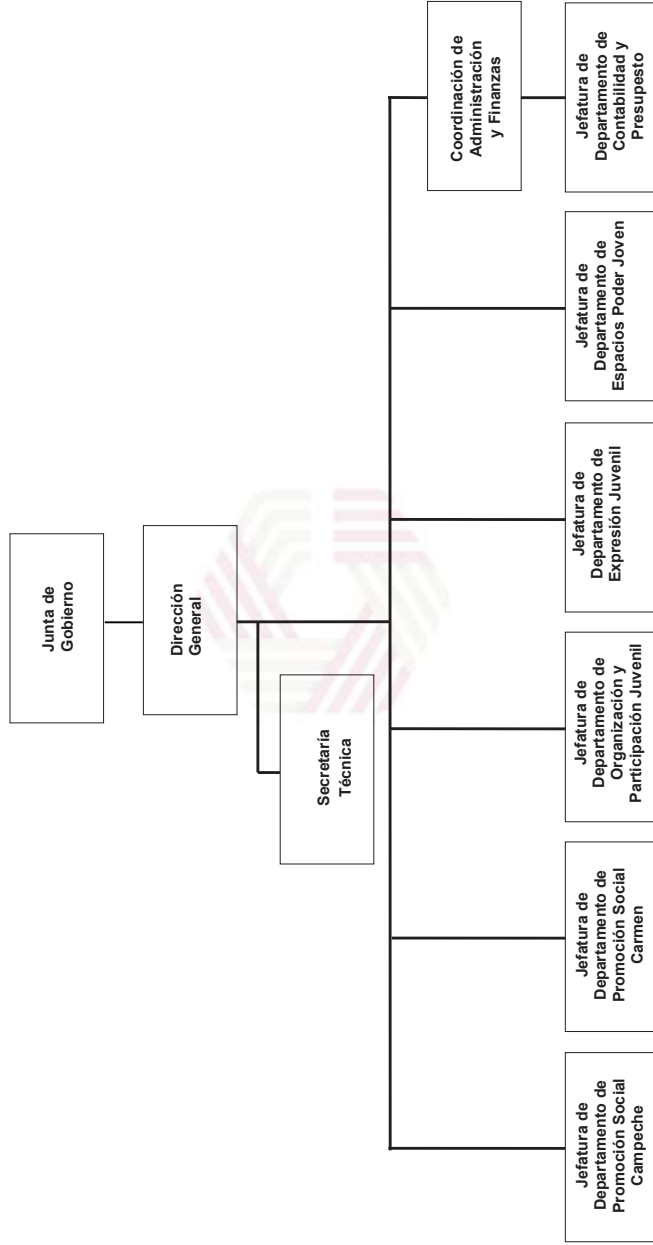 Junta de
Gobierno
Dirección
General
Secretaría
Técnica
Coordinación de
Administración
y Finanzas
Jefatura de
Departamento de
Promoción Social
Campeche
Jefatura de
Departamento de
Promoción Social
Carmen
Jefatura de
Departamento de
Organización y
Participación Juvenil
Jefatura de
Departamento de
Expresión Juvenil
Jefatura de
Departamento de
Espacios Poder Joven
Jefatura de
Departamento de
Contabilidad y
Presupesto